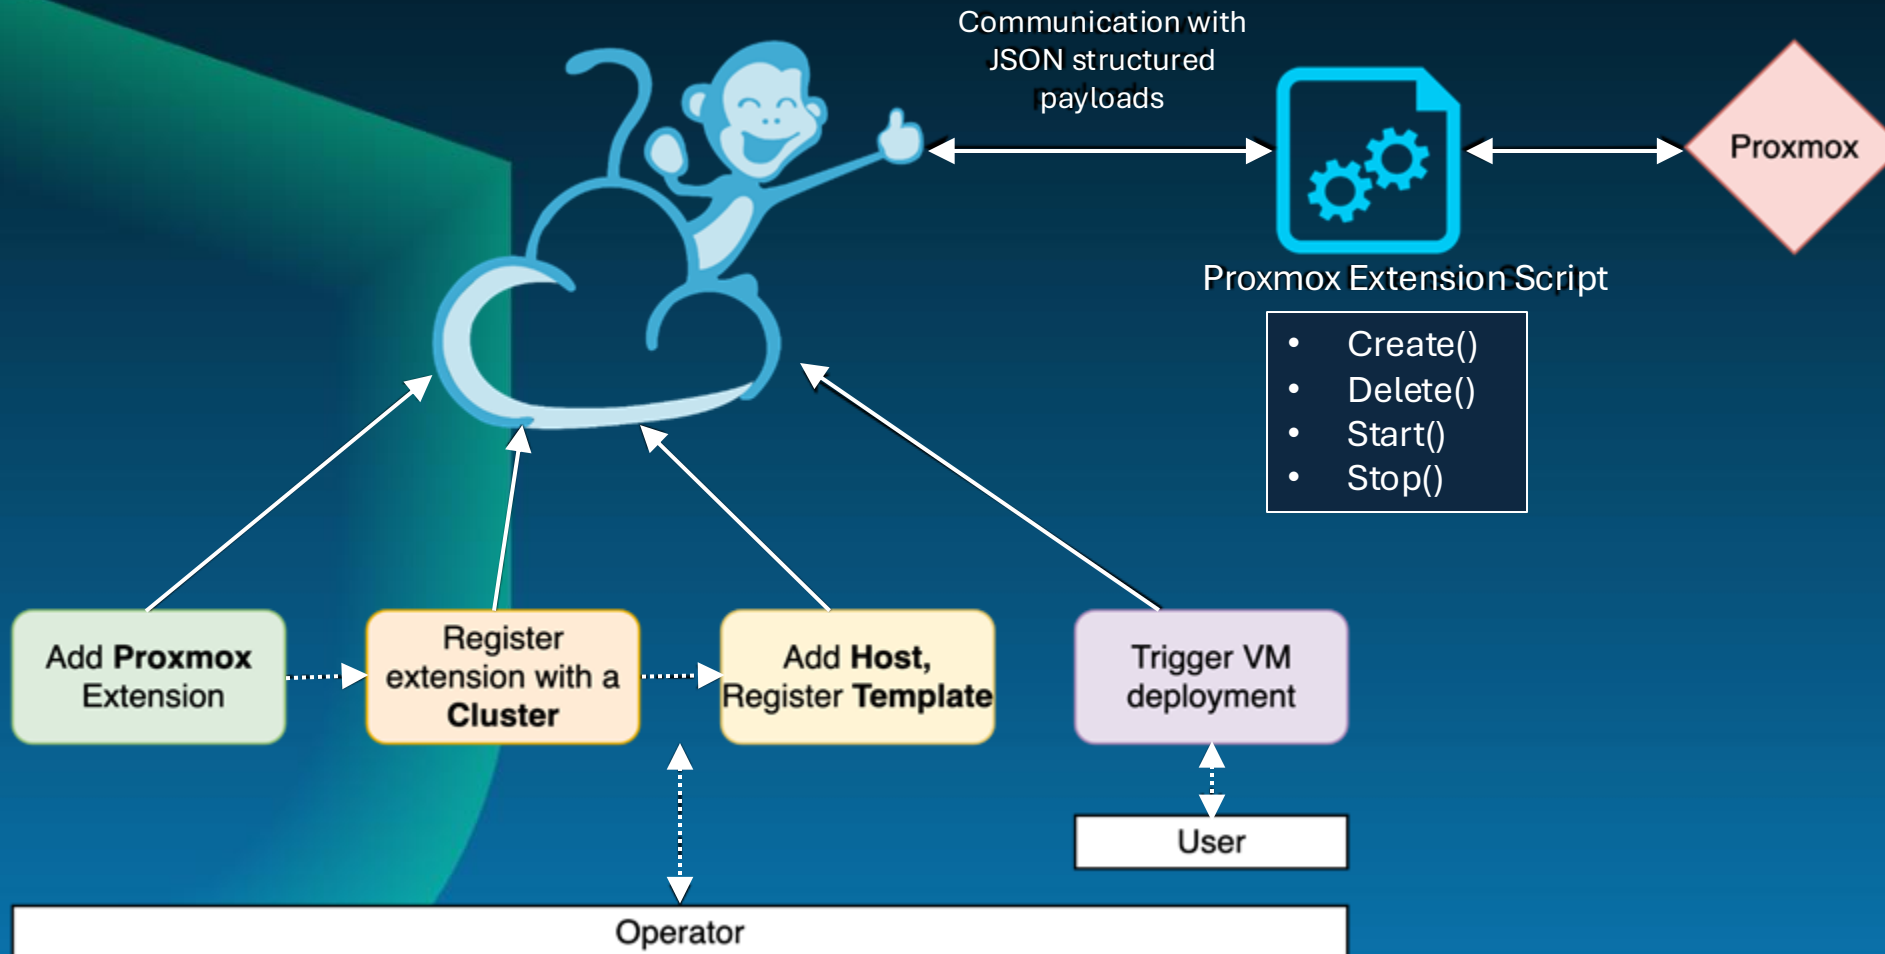 Communication with
JSON structured
payloads
Proxmox
Proxmox Extension Script
• Create()
• Delete()
• Start()
• Stop()
Add Proxmox
Extension
Register
extension with a
Cluster
Add Host,
Register Template
Trigger VM
deployment
User
Operator